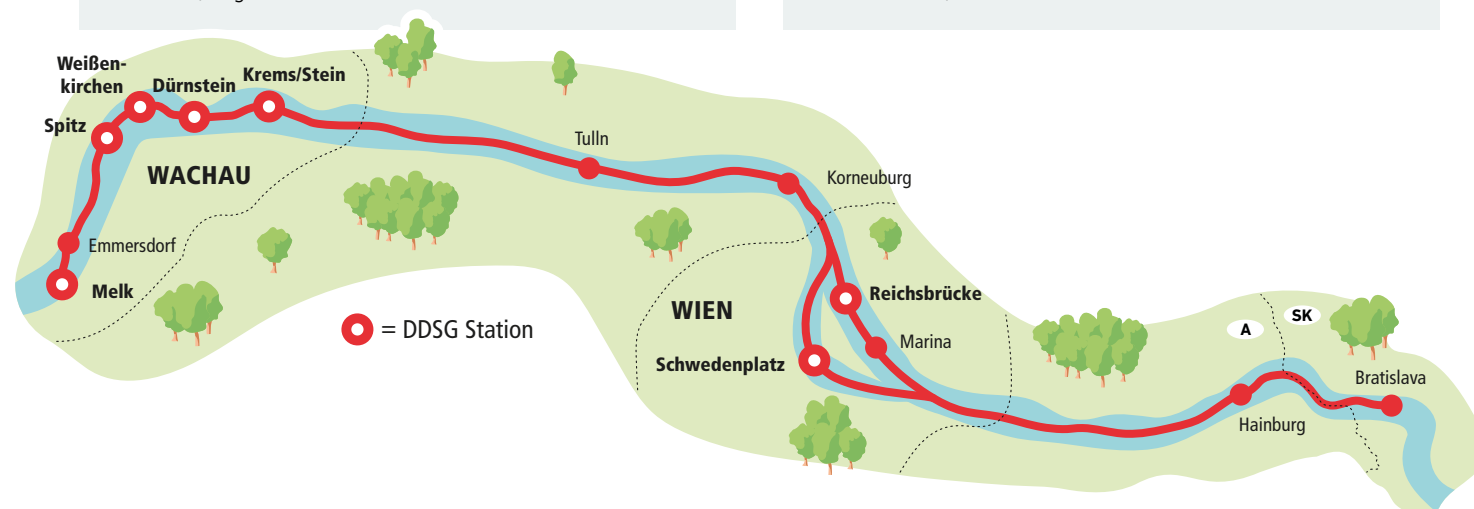 Weißen-
kirchen
Dürnstein
Krems/Stein
Spitz
WACHAU
Emmersdorf
Melk
Tulln
Korneuburg
= DDSG Station
WIEN
Reichsbrücke
Marina
Schwedenplatz
A
SK
Bratislava
Hainburg